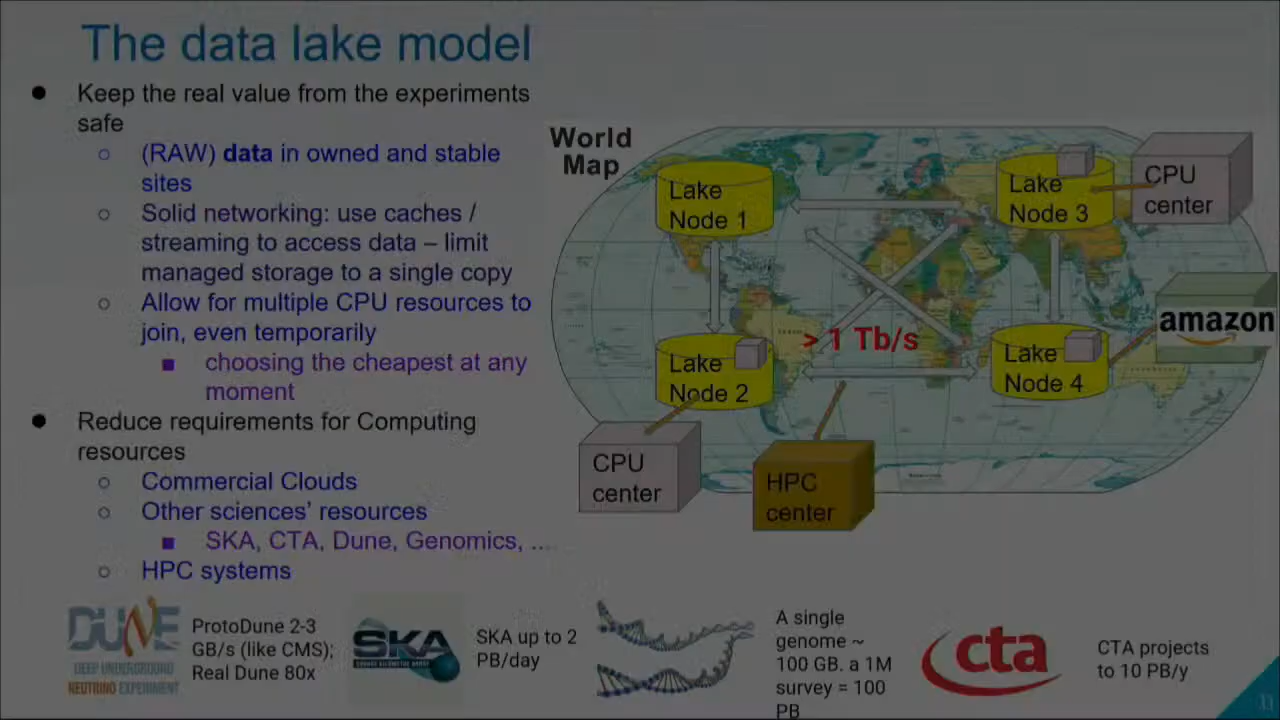 The data lake model
● Keep the real value from the experiments
safe
○ (RAW) data in owned and stable
sites
○ Solid networking: use caches /
streaming to access data – limit
managed storage to a single copy
○ Allow for multiple CPU resources to
join, even temporarily
■ choosing the cheapest at any
moment
● Reduce requirements for Computing
resources
○ Commercial Clouds
○ Other sciences’ resources
■ SKA, CTA, Dune, Genomics, ...
○ HPC systems
World
Map
Lake
Node 1
Lake
Node 3
CPU
center
amazon
> 1 Tb/s
Lake
Node 2
Lake
Node 4
CPU
center
HPC
center
DUNE
DEEP UNDERGROUND
NEUTRINO EXPERIMENT
ProtoDune 2-3
GB/s (like CMS);
Real Dune 80x
SKA
SQUARE KILOMETRE ARRAY
SKA up to 2
PB/day
A single
genome ~
100 GB. a 1M
survey = 100
PB
cta
CTA projects
to 10 PB/y
11